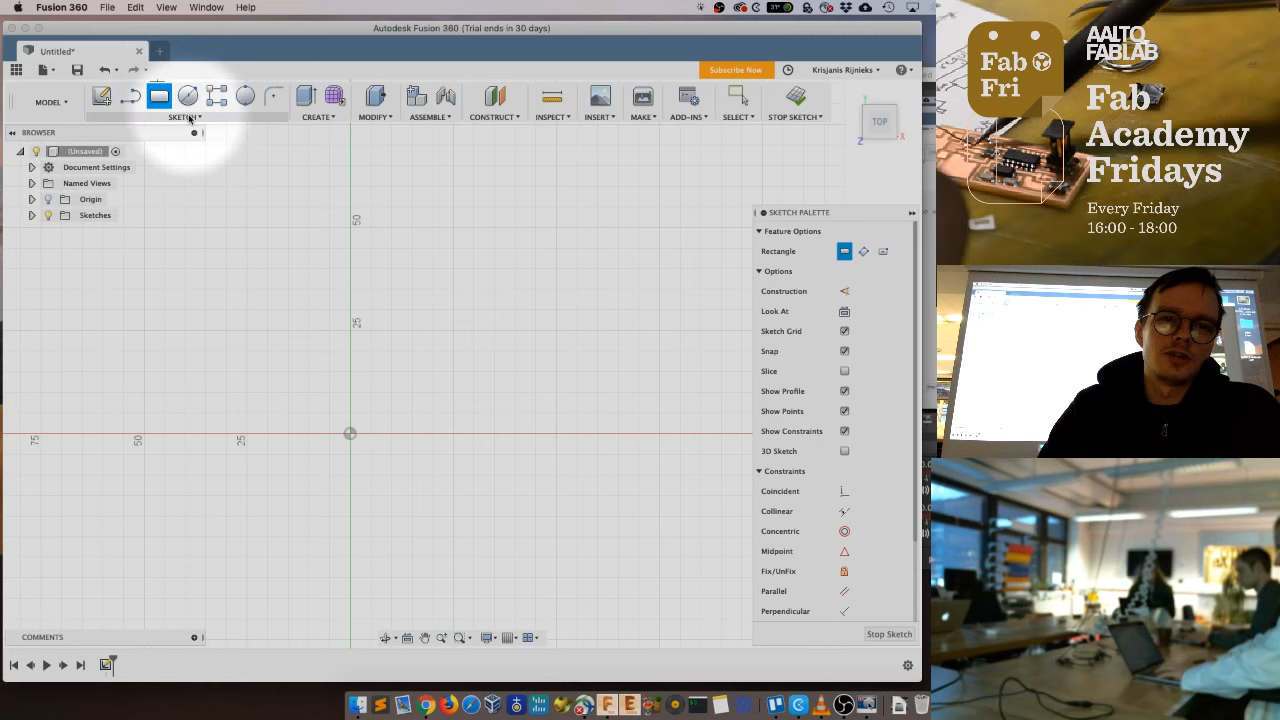 Fusion 360 File Edit View Window Help
31°
Autodesk Fusion 360 (Trial ends in 30 days)
Untitled*
Subscribe Now
Krisjanis Rijnieks
MODEL
SKETCH
CREATE
MODIFY
ASSEMBLE
CONSTRUCT
INSPECT
INSERT
MAKE
ADD-INS
SELECT
STOP SKETCH
BROWSER
(Unsaved)
Document Settings
Named Views
Origin
Sketches
TOP
Y
X
Z
50
25
75
50
25
SKETCH PALETTE
Feature Options
Rectangle
Options
Construction
Look At
Sketch Grid
Snap
Slice
Show Profile
Show Points
Show Constraints
3D Sketch
Constraints
Coincident
Collinear
Concentric
Midpoint
Fix/UnFix
Parallel
Perpendicular
Stop Sketch
COMMENTS
Fab
Fri
AALTO
FABLAB
Fab
Academy
Fridays
Every Friday
16:00 - 18:00